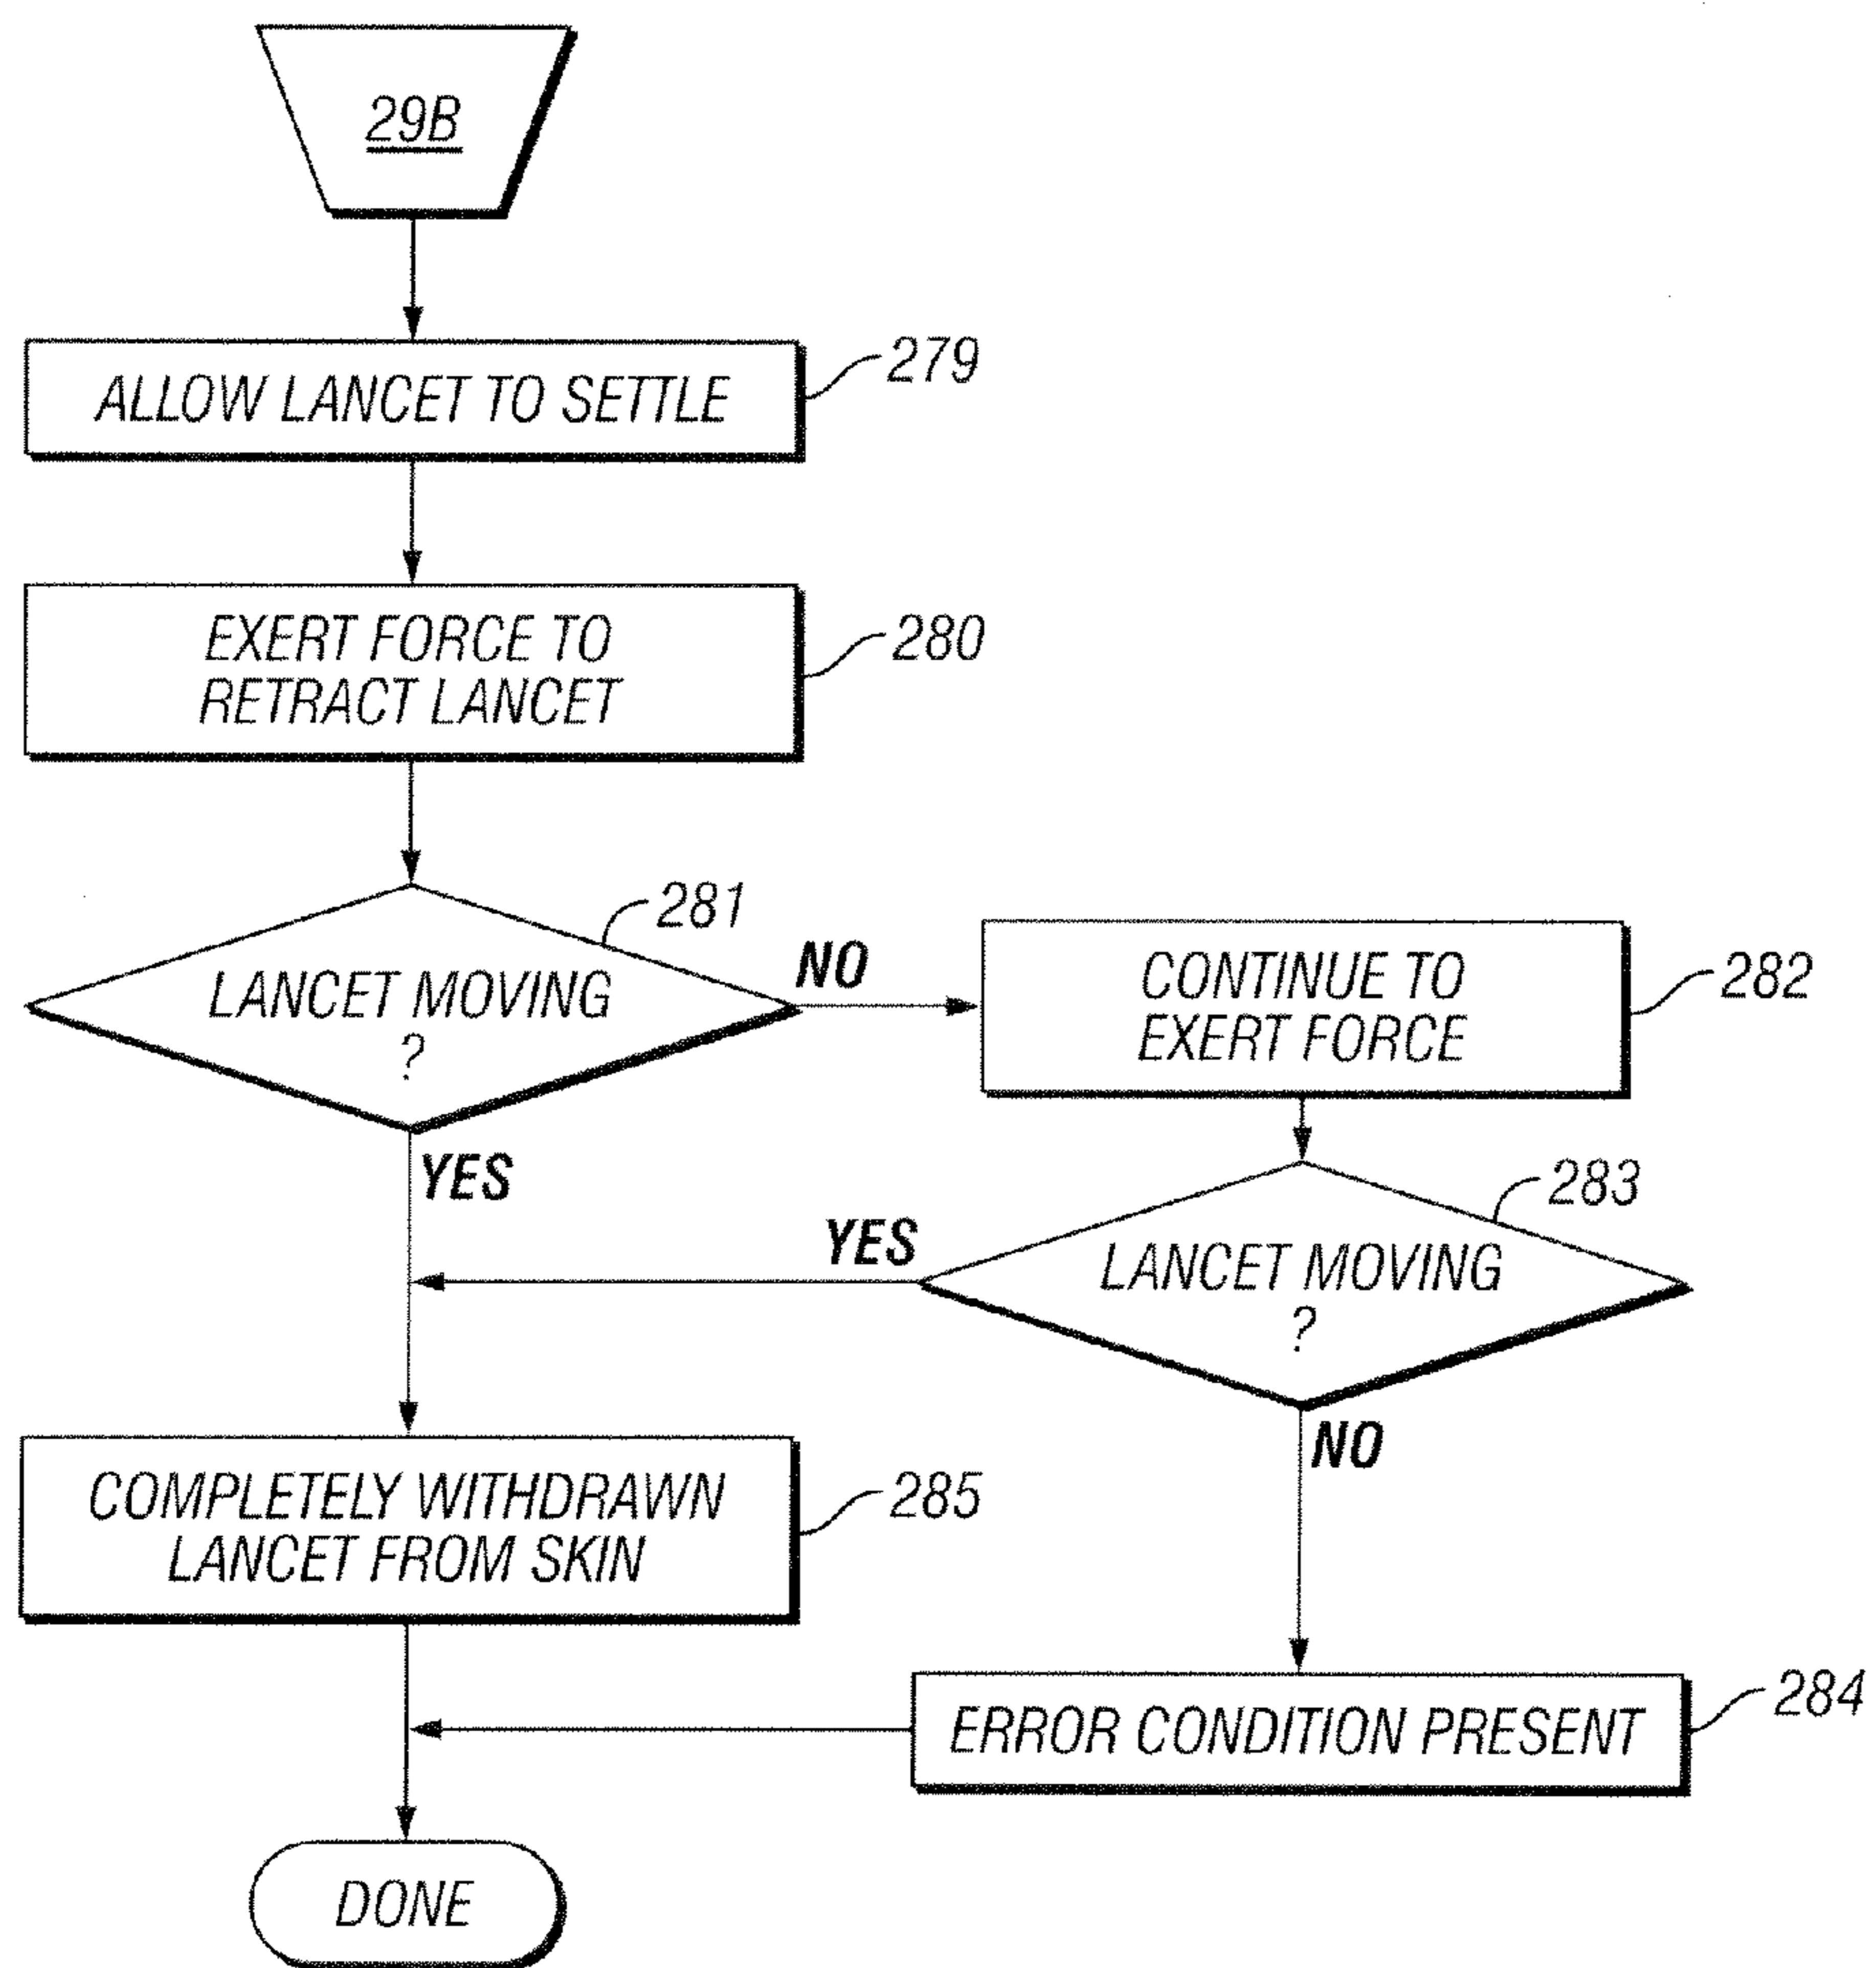 29B
ALLOW LANCET TO SETTLE
279
EXERT FORCE TO
RETRACT LANCET
280
281
LANCET MOVING
?
NO
YES
CONTINUE TO
EXERT FORCE
282
283
LANCET MOVING
?
YES
NO
COMPLETELY WITHDRAWN
LANCET FROM SKIN
285
ERROR CONDITION PRESENT
284
DONE